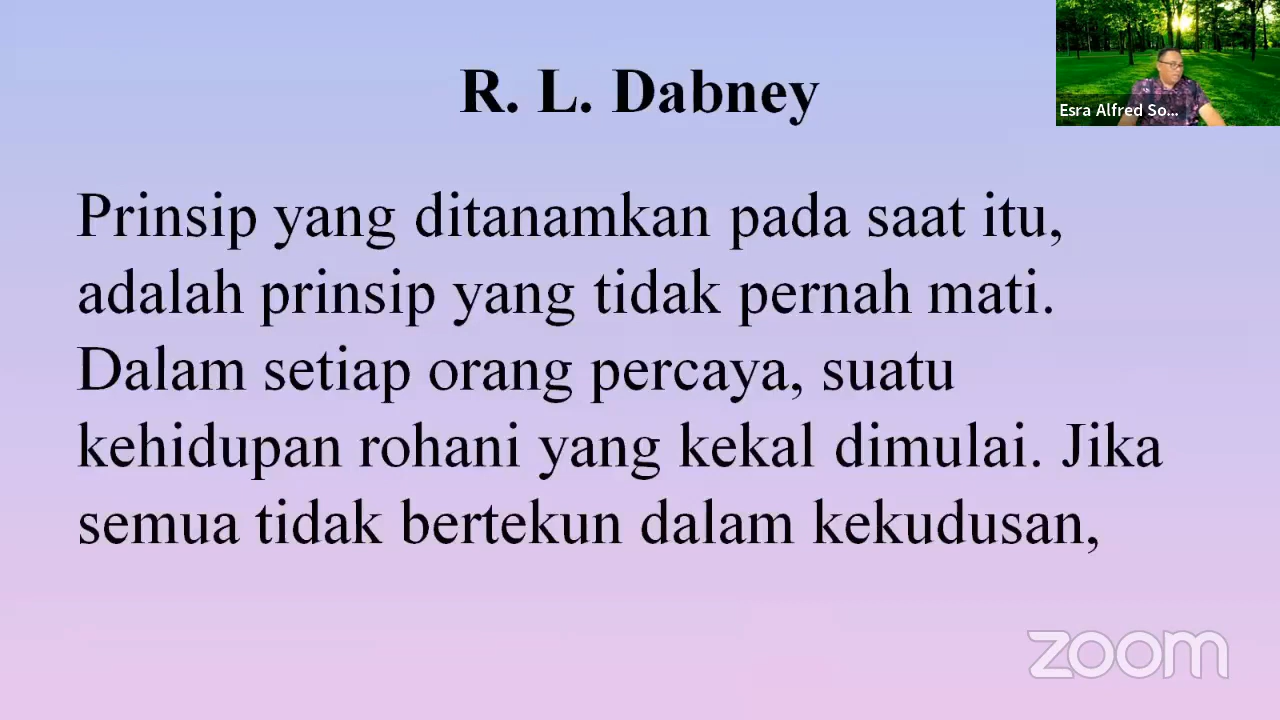 R. L. Dabney
Esra Alfred So...
Prinsip yang ditanamkan pada saat itu,
adalah prinsip yang tidak pernah mati.
Dalam setiap orang percaya, suatu
kehidupan rohani yang kekal dimulai. Jika
semua tidak bertekun dalam kekudusan,
zoom